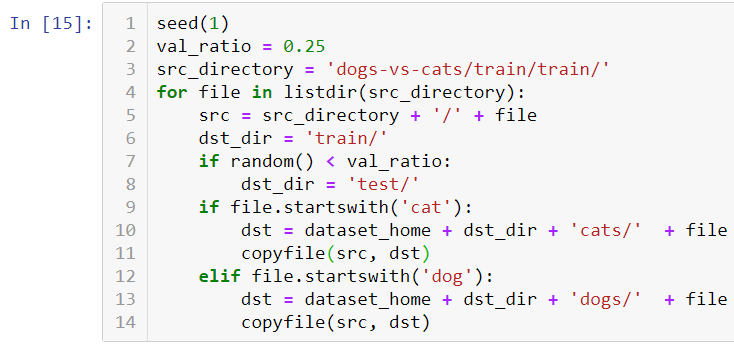 In [15]:
1 seed(1)
2 val_ratio = 0.25
3 src_directory = 'dogs-vs-cats/train/train/'
4 for file in listdir(src_directory):
5     src = src_directory + '/' + file
6     dst_dir = 'train/'
7     if random() < val_ratio:
8         dst_dir = 'test/'
9     if file.startswith('cat'):
10         dst = dataset_home + dst_dir + 'cats/'  + file
11         copyfile(src, dst)
12     elif file.startswith('dog'):
13         dst = dataset_home + dst_dir + 'dogs/'  + file
14         copyfile(src, dst)